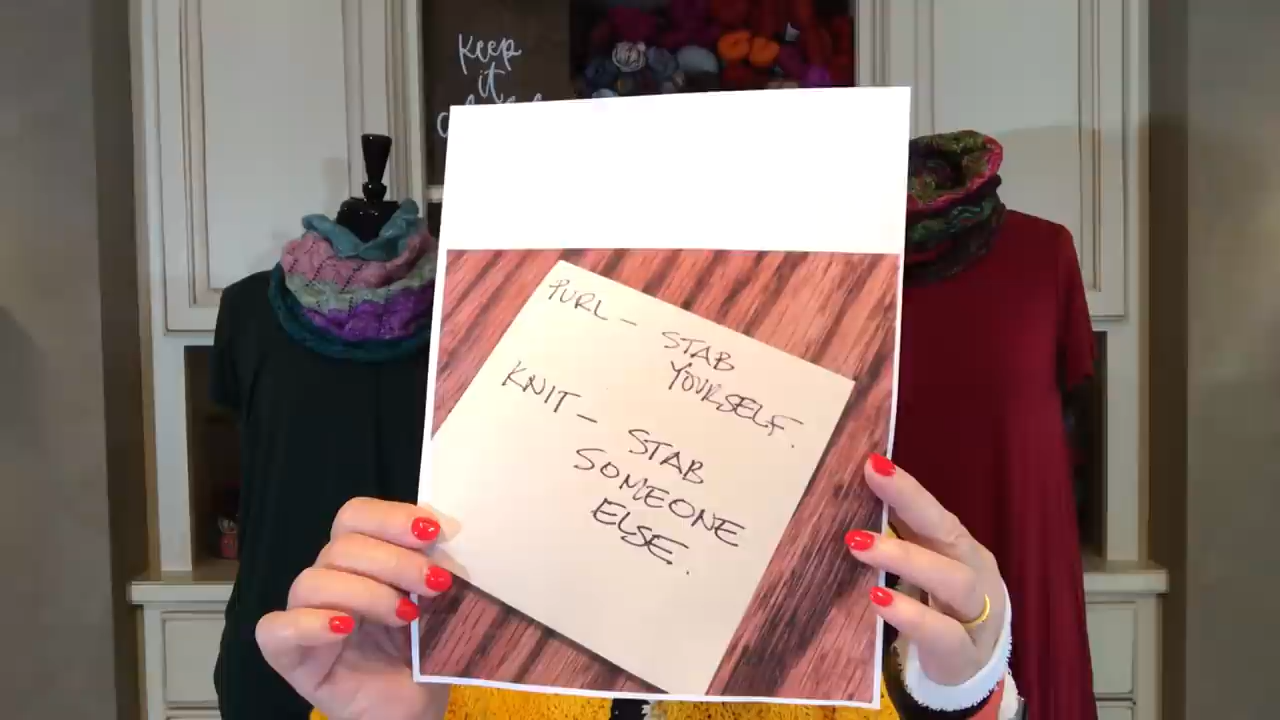 Keep
it
PURL – STAB
YOURSELF.
KNIT – STAB
SOMEONE
ELSE.